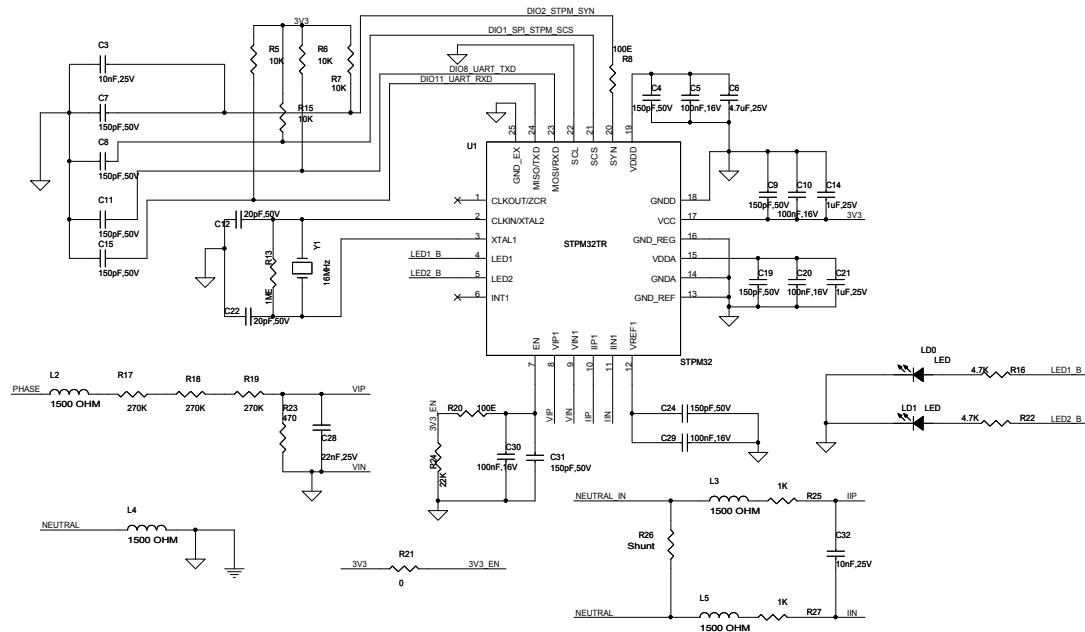 DIO2_STPM_SYN
3V3
DIO1_SPI_STPM_SCS
C3
10nF,25V
R5
10K
R6
10K
R7
10K
DIO8_UART_TXD
DIO11_UART_RXD
100E
R8
C7
150pF,50V
R15
10K
C8
150pF,50V
C11
150pF,50V
C15
150pF,50V
C4
150pF,50V
C5
100nF,16V
C6
4.7uF,25V
U1
25 24 23 22 21 20 19
GND_EX
MISO/TXD
MOSI/RXD
SCL
SCS
SYN
VDDD
1 CLKOUT/ZCR
2 CLKIN/XTAL2
3 XTAL1
4 LED1
5 LED2
6 INT1
STPM32TR
GNDD 18
VCC 17
GND_REG 16
VDDA 15
GNDA 14
GND_REF 13
EN
VIP1
VIN1
IIP1
IIN1
VREF1
7 8 9 10 11 12
STPM32
C9
150pF,50V
C10
100nF,16V
C14
1uF,25V
3V3
C19
150pF,50V
C20
100nF,16V
C21
1uF,25V
20pF,50V
C12
R13
1ME
Y1
16MHz
C22
20pF,50V
LED1_B
LED2_B
PHASE
L2
1500 OHM
R17
270K
R18
270K
R19
270K
VIP
R23
470
C28
22nF,25V
VIN
3V3_EN
R20
100E
R24
22K
C30
100nF,16V
C31
150pF,50V
VIP
VIN
IIP
IIN
C24
150pF,50V
C29
100nF,16V
LD0
LED
4.7K
R16
LED1_B
LD1
LED
4.7K
R22
LED2_B
NEUTRAL
L4
1500 OHM
3V3
R21
0
3V3_EN
NEUTRAL_IN
L3
1500 OHM
1K
R25
IIP
R26
Shunt
C32
10nF,25V
NEUTRAL
L5
1500 OHM
1K
R27
IIN